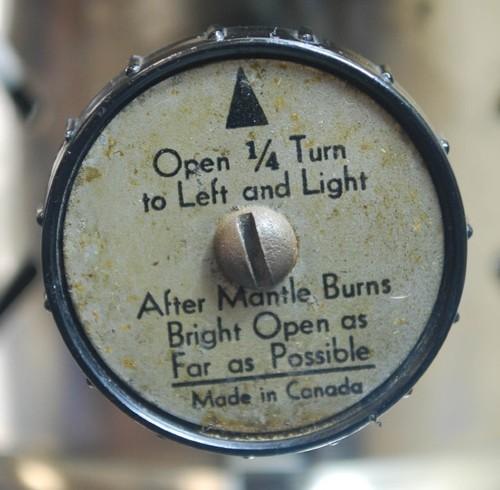 Open 1/4 Turn
to Left and Light
After Mantle Burns
Bright Open as
Far as Possible
Made in Canada